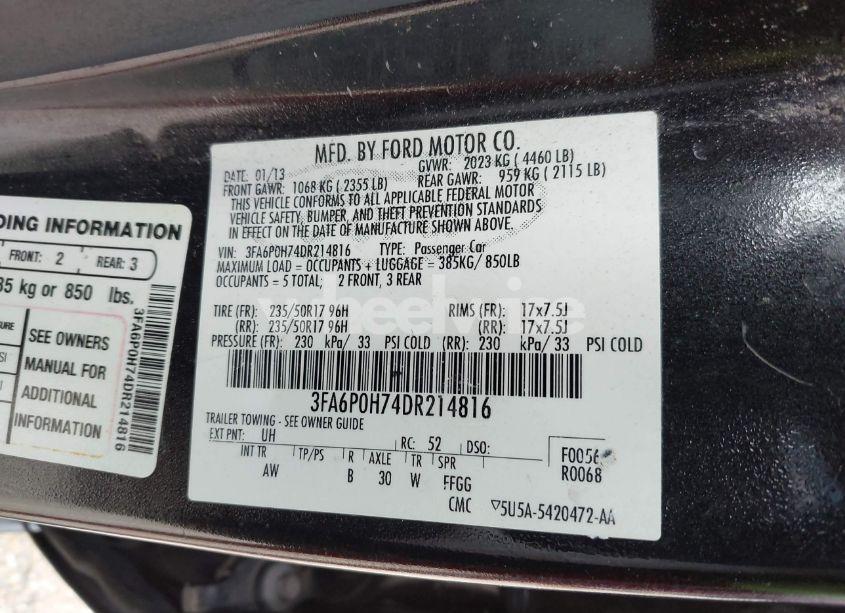 MFD. BY FORD MOTOR CO.
DATE: 01/13 GVWR: 2023 KG ( 4460 LB)
FRONT GAWR: 1068 KG ( 2355 LB) REAR GAWR: 959 KG ( 2115 LB)
THIS VEHICLE CONFORMS TO ALL APPLICABLE FEDERAL MOTOR
VEHICLE SAFETY, BUMPER, AND THEFT PREVENTION STANDARDS
IN EFFECT ON THE DATE OF MANUFACTURE SHOWN ABOVE.
VIN: 3FA6P0H74DR214816 TYPE: Passenger Car
MAXIMUM LOAD = OCCUPANTS + LUGGAGE = 385KG/ 850LB
OCCUPANTS = 5 TOTAL; 2 FRONT, 3 REAR
TIRE (FR): 235/50R17 96H RIMS (FR): 17x7.5J
(RR): 235/50R17 96H (RR): 17x7.5J
PRESSURE (FR): 230 kPa/ 33 PSI COLD (RR): 230 kPa/ 33 PSI COLD
3FA6P0H74DR214816
TRAILER TOWING - SEE OWNER GUIDE
EXT PNT: UH RC: 52 DSO: F0056
INT TR TP/PS R AXLE TR SPR R0068
AW B 30 W FFGG
CMC ▽5U5A-5420472-AA
DING INFORMATION
FRONT: 2 REAR: 3
85 kg or 850 lbs.
SEE OWNERS
MANUAL FOR
ADDITIONAL
INFORMATION
3FA6P0H74DR214816